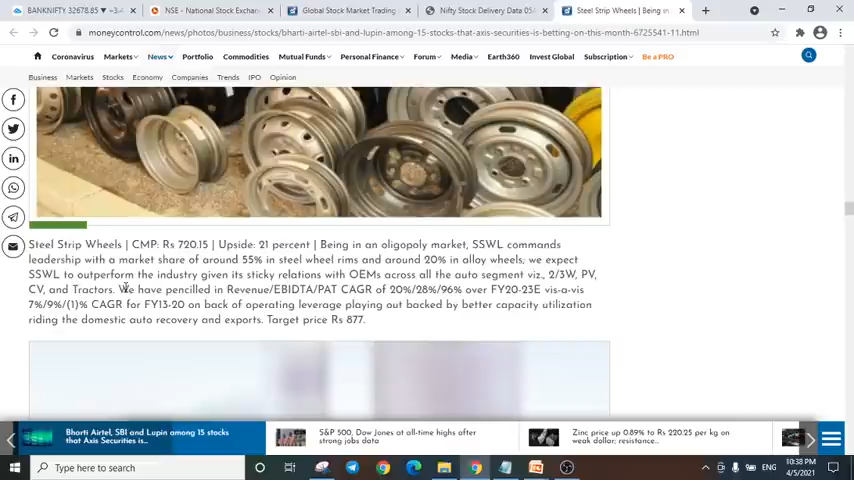 BANKNIFTY 32678.85 ▼ −3.4
NSE - National Stock Exchan
Global Stock Market Trading
Nifty Stock Delivery Data 05A
Steel Strip Wheels | Being in an
moneycontrol.com/news/photos/business/stocks/bharti-airtel-sbi-and-lupin-among-15-stocks-that-axis-securities-is-betting-on-this-month-6725541-11.html
Coronavirus Markets News Portfolio Commodities Mutual Funds Personal Finance Forum Media Earth360 Invest Global Subscription Be a PRO
Business Markets Stocks Economy Companies Trends IPO Opinion
Steel Strip Wheels | CMP: Rs 720.15 | Upside: 21 percent | Being in an oligopoly market, SSWL commands
leadership with a market share of around 55% in steel wheel rims and around 20% in alloy wheels; we expect
SSWL to outperform the industry given its sticky relations with OEMs across all the auto segment viz., 2/3W, PV,
CV, and Tractors. We have pencilled in Revenue/EBIDTA/PAT CAGR of 20%/28%/96% over FY20-23E vis-a-vis
7%/9%/(1)% CAGR for FY13-20 on back of operating leverage playing out backed by better capacity utilization
riding the domestic auto recovery and exports. Target price Rs 877.
Bharti Airtel, SBI and Lupin among 15 stocks
that Axis Securities is...
S&P 500, Dow Jones at all-time highs after
strong jobs data
Zinc price up 0.89% to Rs 220.25 per kg on
weak dollar; resistance...
Type here to search
ENG
10:38 PM
4/5/2021